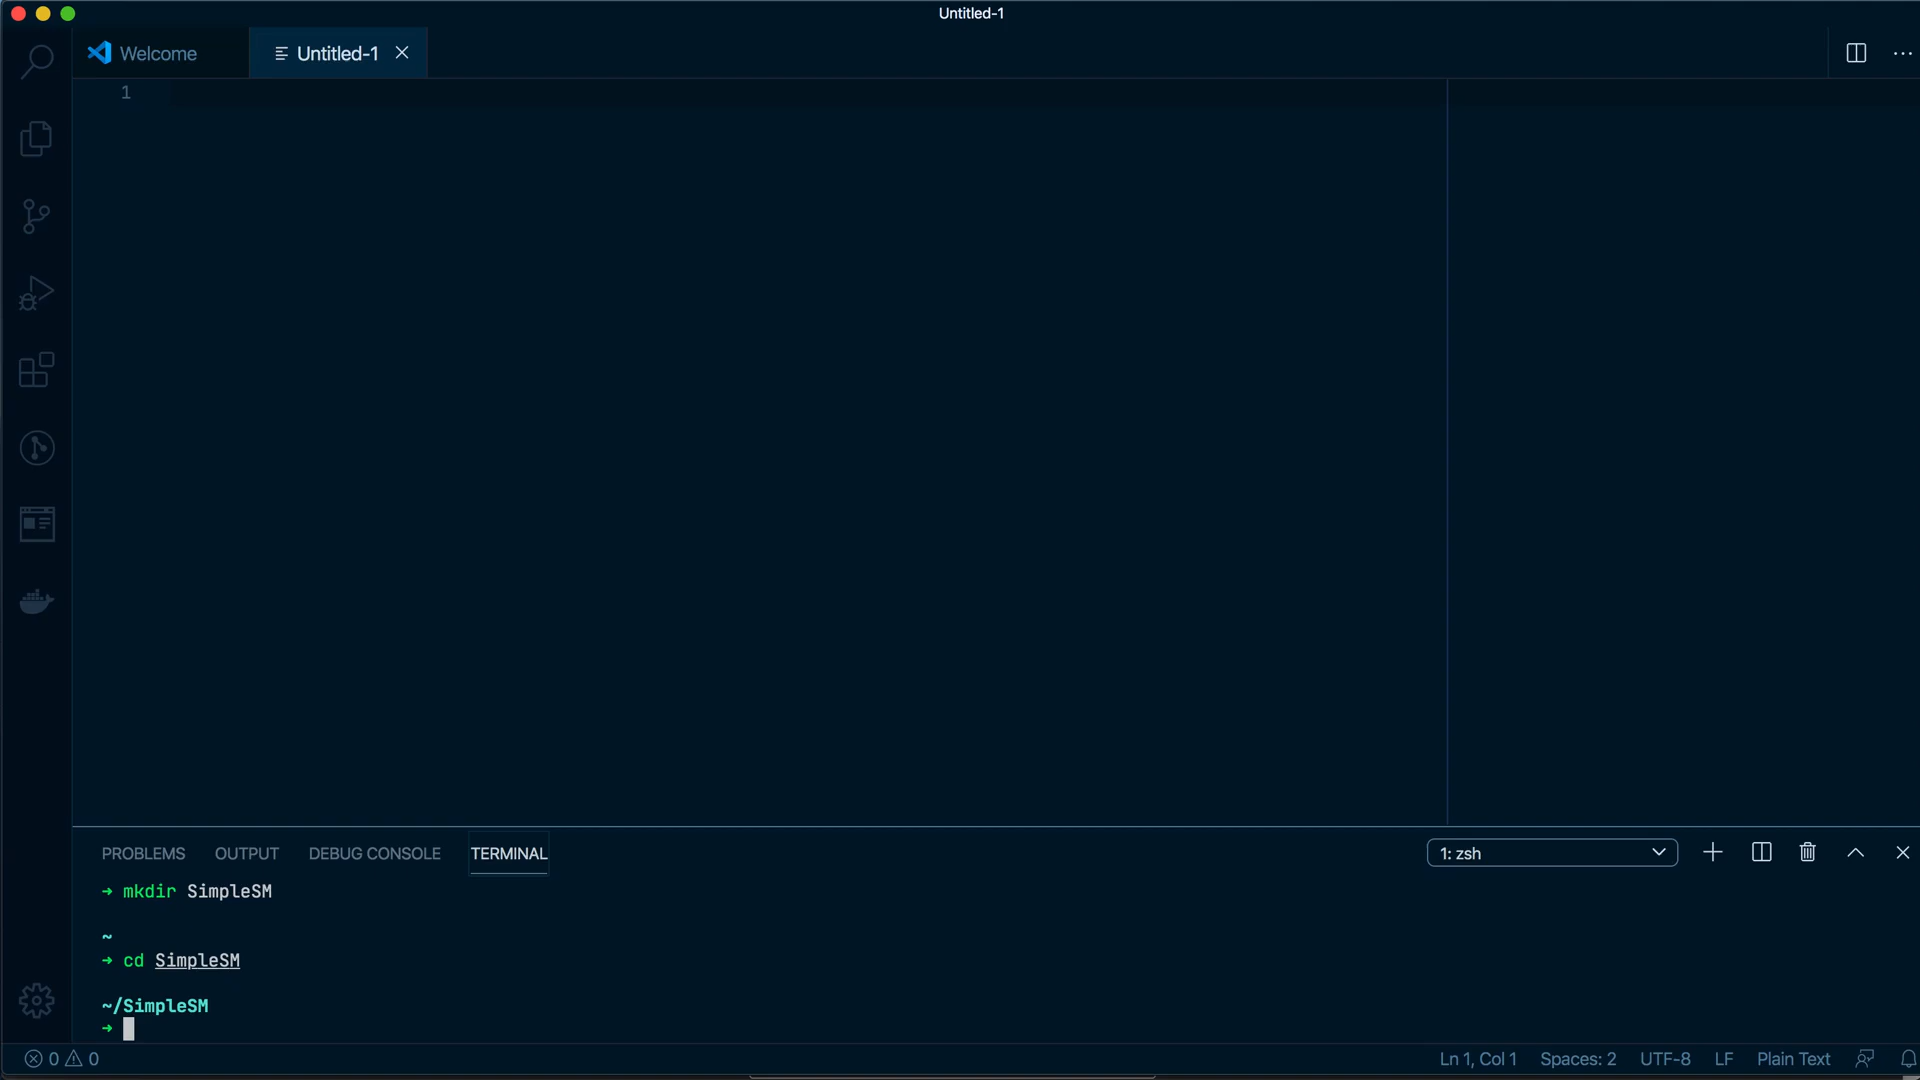 Untitled-1
Welcome
Untitled-1
1
PROBLEMS OUTPUT DEBUG CONSOLE TERMINAL
1: zsh
➜ mkdir SimpleSM
~
➜ cd SimpleSM
~/SimpleSM
➜
0 0
Ln 1, Col 1 Spaces: 2 UTF-8 LF Plain Text